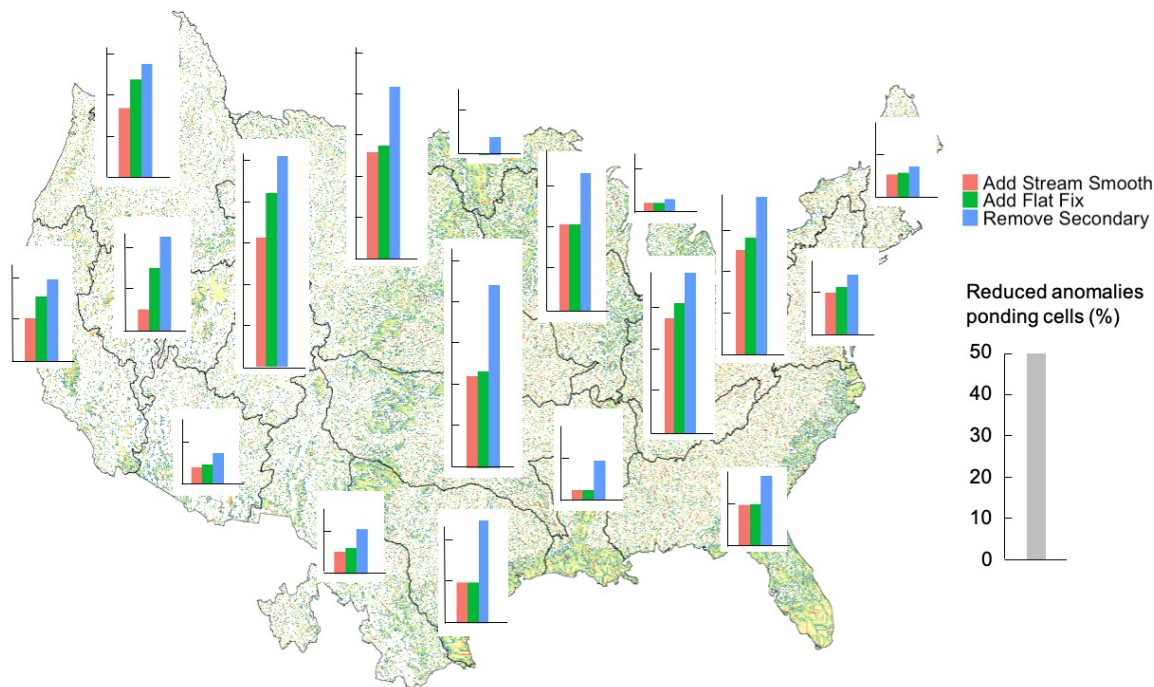 Add Stream Smooth
Add Flat Fix
Remove Secondary
Reduced anomalies
ponding cells (%)
50
40
30
20
10
0